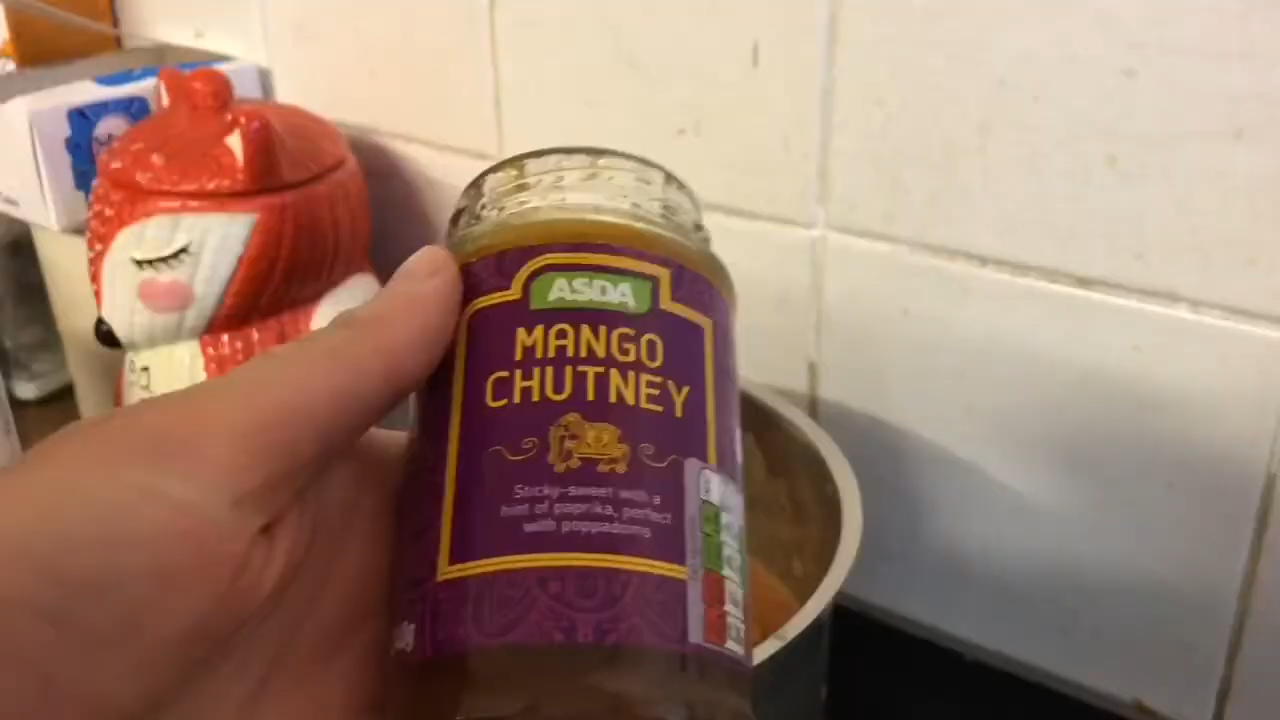 ASDA
MANGO
CHUTNEY
Sticky-sweet with a
hint of paprika, perfect
with poppadoms